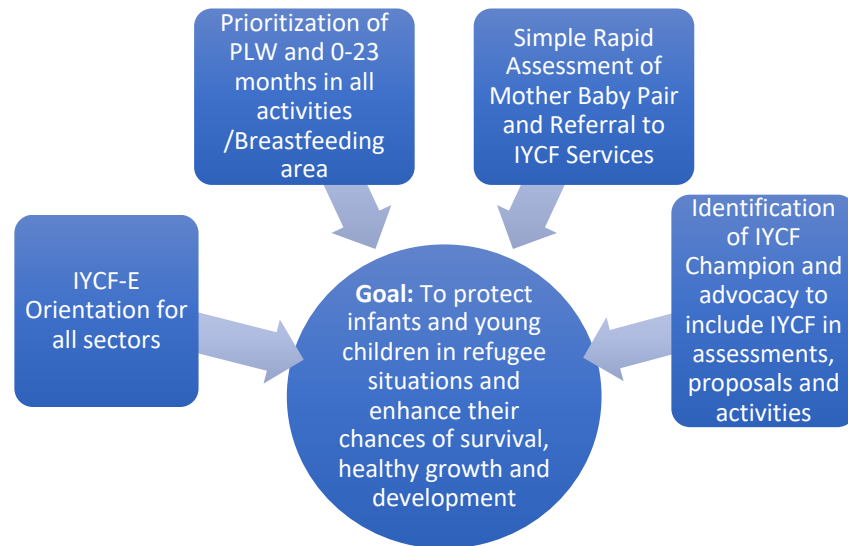 Prioritization of
PLW and 0-23
months in all
activities
/Breastfeeding
area
Simple Rapid
Assessment of
Mother Baby Pair
and Referral to
IYCF Services
IYCF-E
Orientation for
all sectors
Identification
of IYCF
Champion and
advocacy to
include IYCF in
assessments,
proposals and
activities
Goal: To protect
infants and young
children in refugee
situations and
enhance their
chances of survival,
healthy growth and
development